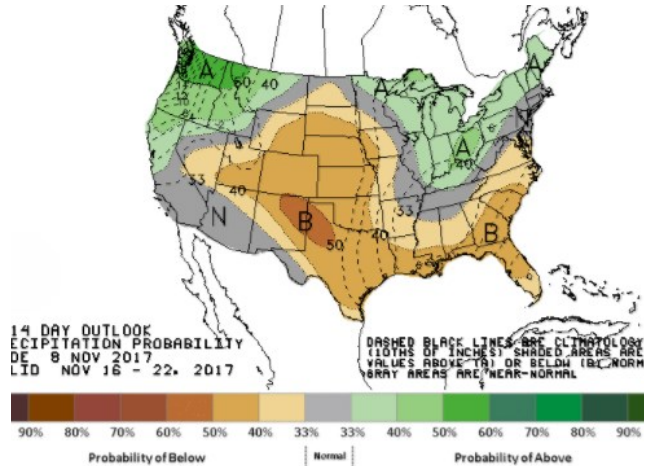 A
50
40
A
A
A
40
N
33
40
N
B
50
33
40
B
14 DAY OUTLOOK
ECIPITATION PROBABILITY
DE 8 NOV 2017
LID NOV 16 - 22, 2017
DASHED BLACK LINES ARE CLIMATOLOGY
(10THS OF INCHES) SHADED AREAS ARE
VALUES ABOVE (A) OR BELOW (B) NORM
GRAY AREAS ARE NEAR-NORMAL
90% 80% 70% 60% 50% 40% 33% 33% 40% 50% 60% 70% 80% 90%
Probability of Below Normal Probability of Above